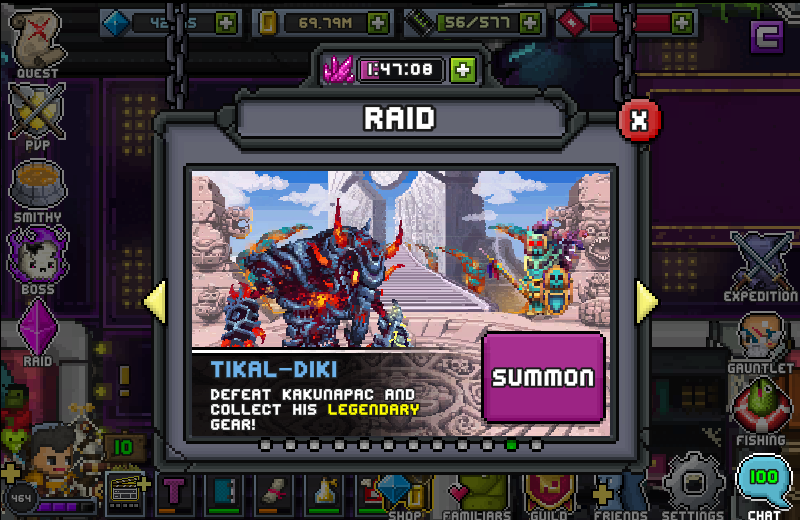 69.79M
56/577
C
QUEST
1:47:08
RAID
X
PVP
SMITHY
BOSS
RAID
EXPEDITION
GAUNTLET
FISHING
TIKAL-DIKI
DEFEAT KAKUNAPAC AND
COLLECT HIS LEGENDARY
GEAR!
SUMMON
10
464
100
SHOP
FAMILIARS
GUILD
FRIENDS
SETTINGS
CHAT